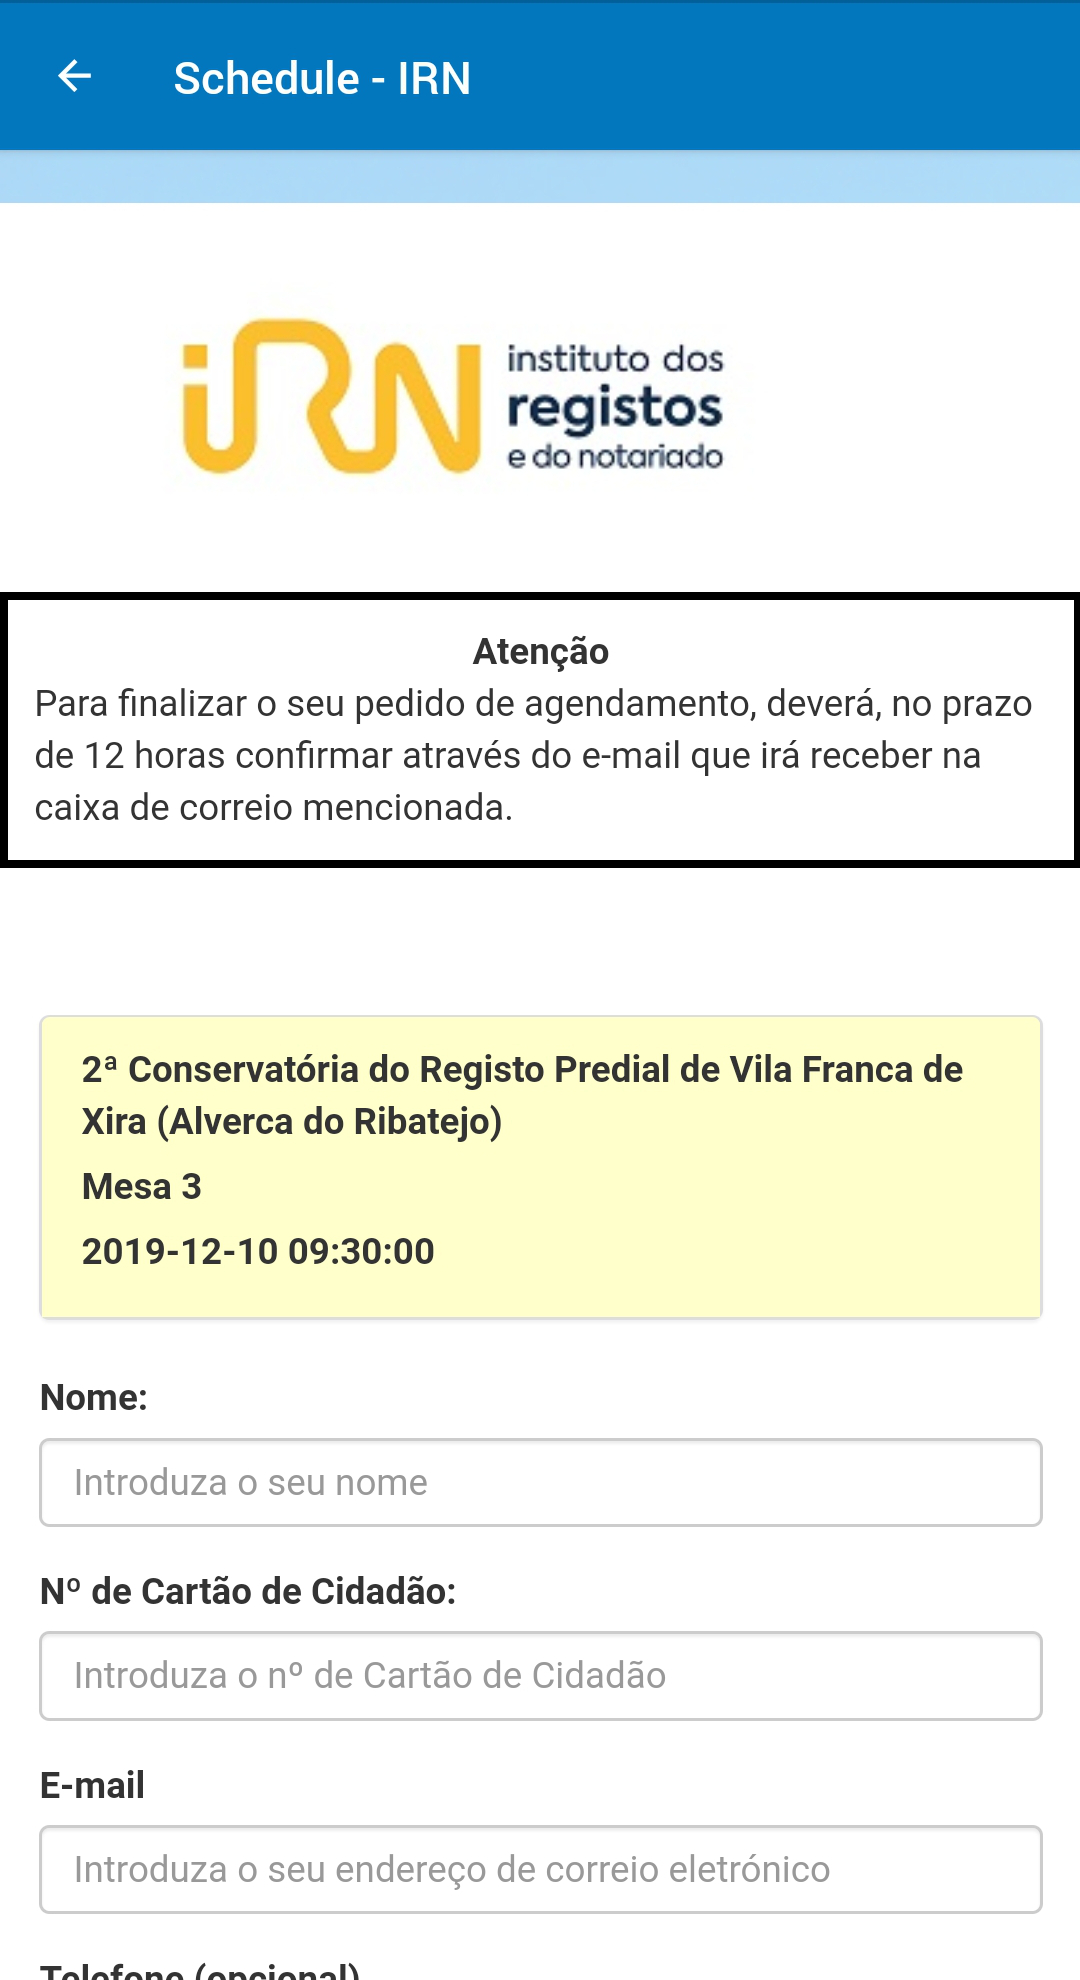 Schedule - IRN
iRN
instituto dos
registos
e do notariado
Atenção
Para finalizar o seu pedido de agendamento, deverá, no prazo
de 12 horas confirmar através do e-mail que irá receber na
caixa de correio mencionada.
2ª Conservatória do Registo Predial de Vila Franca de
Xira (Alverca do Ribatejo)
Mesa 3
2019-12-10 09:30:00
Nome:
Introduza o seu nome
Nº de Cartão de Cidadão:
Introduza o nº de Cartão de Cidadão
E-mail
Introduza o seu endereço de correio eletrónico
Telefone (opcional)